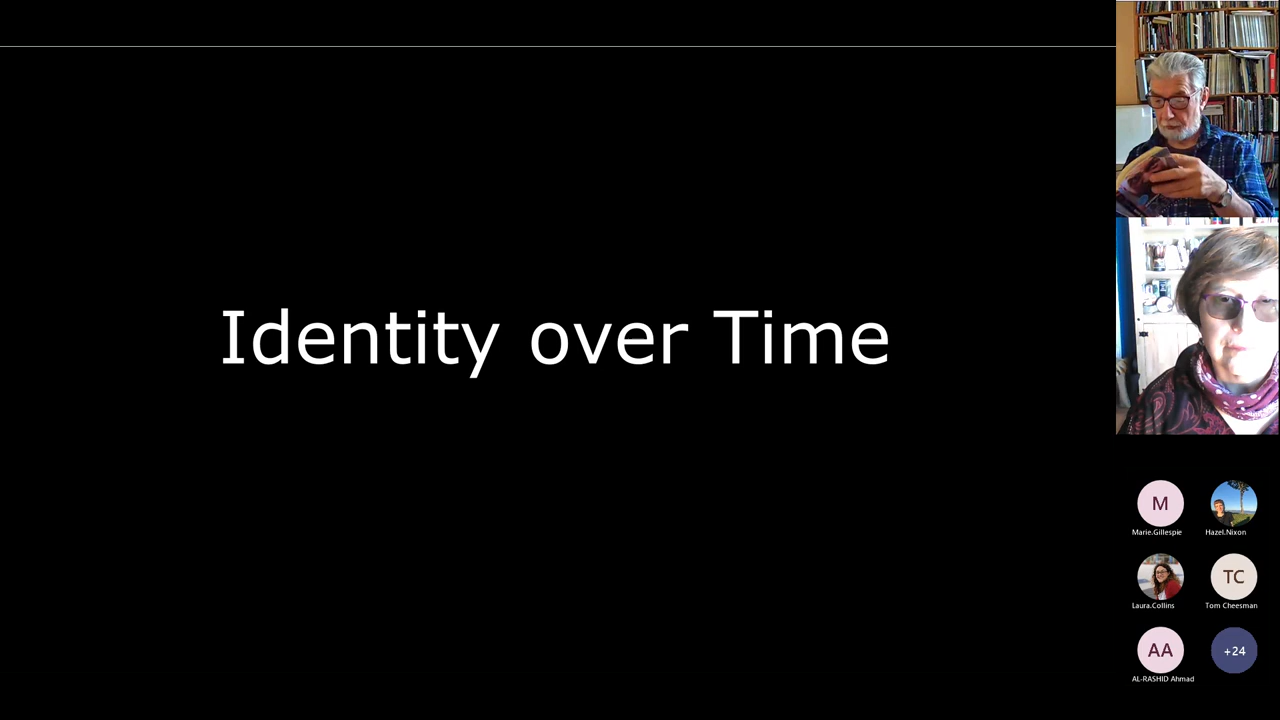 Identity over Time
M
Marie.Gillespie
Hazel.Nixon
Laura.Collins
TC
Tom Cheesman
AA
AL-RASHID Ahmad
+24